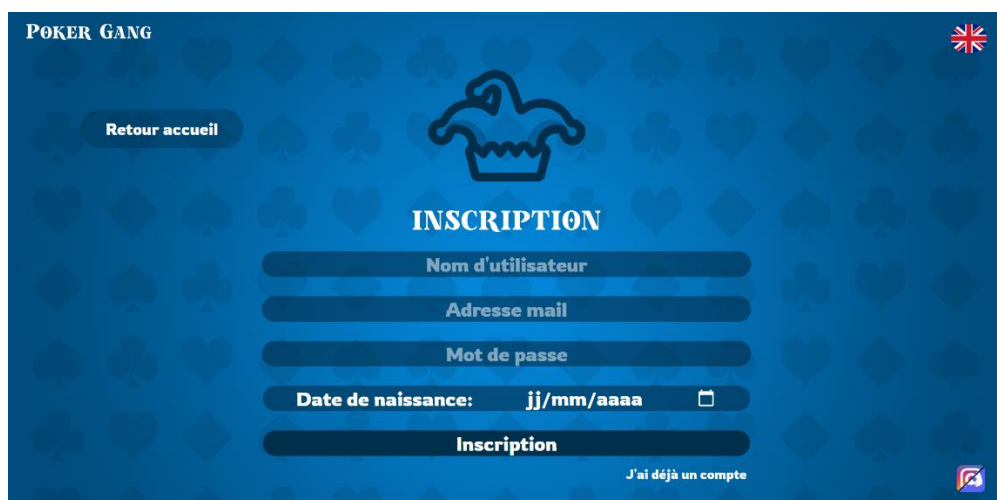 POKER GANG
Retour accueil
INSCRIPTION
Nom d'utilisateur
Adresse mail
Mot de passe
Date de naissance: jj/mm/aaaa
Inscription
J'ai déjà un compte